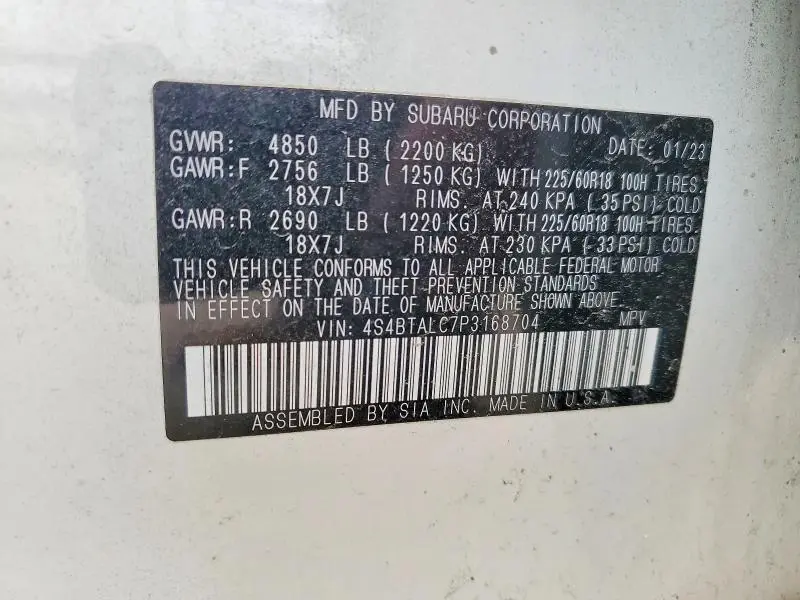 MFD BY SUBARU CORPORATION
GVWR: 4850 LB (2200 KG) DATE: 01/23
GAWR:F 2756 LB (1250 KG) WITH 225/60R18 100H TIRES,
18X7J RIMS, AT 240 KPA (.35 PSI) COLD
GAWR:R 2690 LB (1220 KG) WITH 225/60R18 100H TIRES,
18X7J RIMS, AT 230 KPA (.33 PSI) COLD
THIS VEHICLE CONFORMS TO ALL APPLICABLE FEDERAL MOTOR
VEHICLE SAFETY AND THEFT-PREVENTION STANDARDS
IN EFFECT ON THE DATE OF MANUFACTURE SHOWN ABOVE.
VIN: 4S4BTALC7P3168704 MPV
ASSEMBLED BY SIA INC. MADE IN U.S.A.